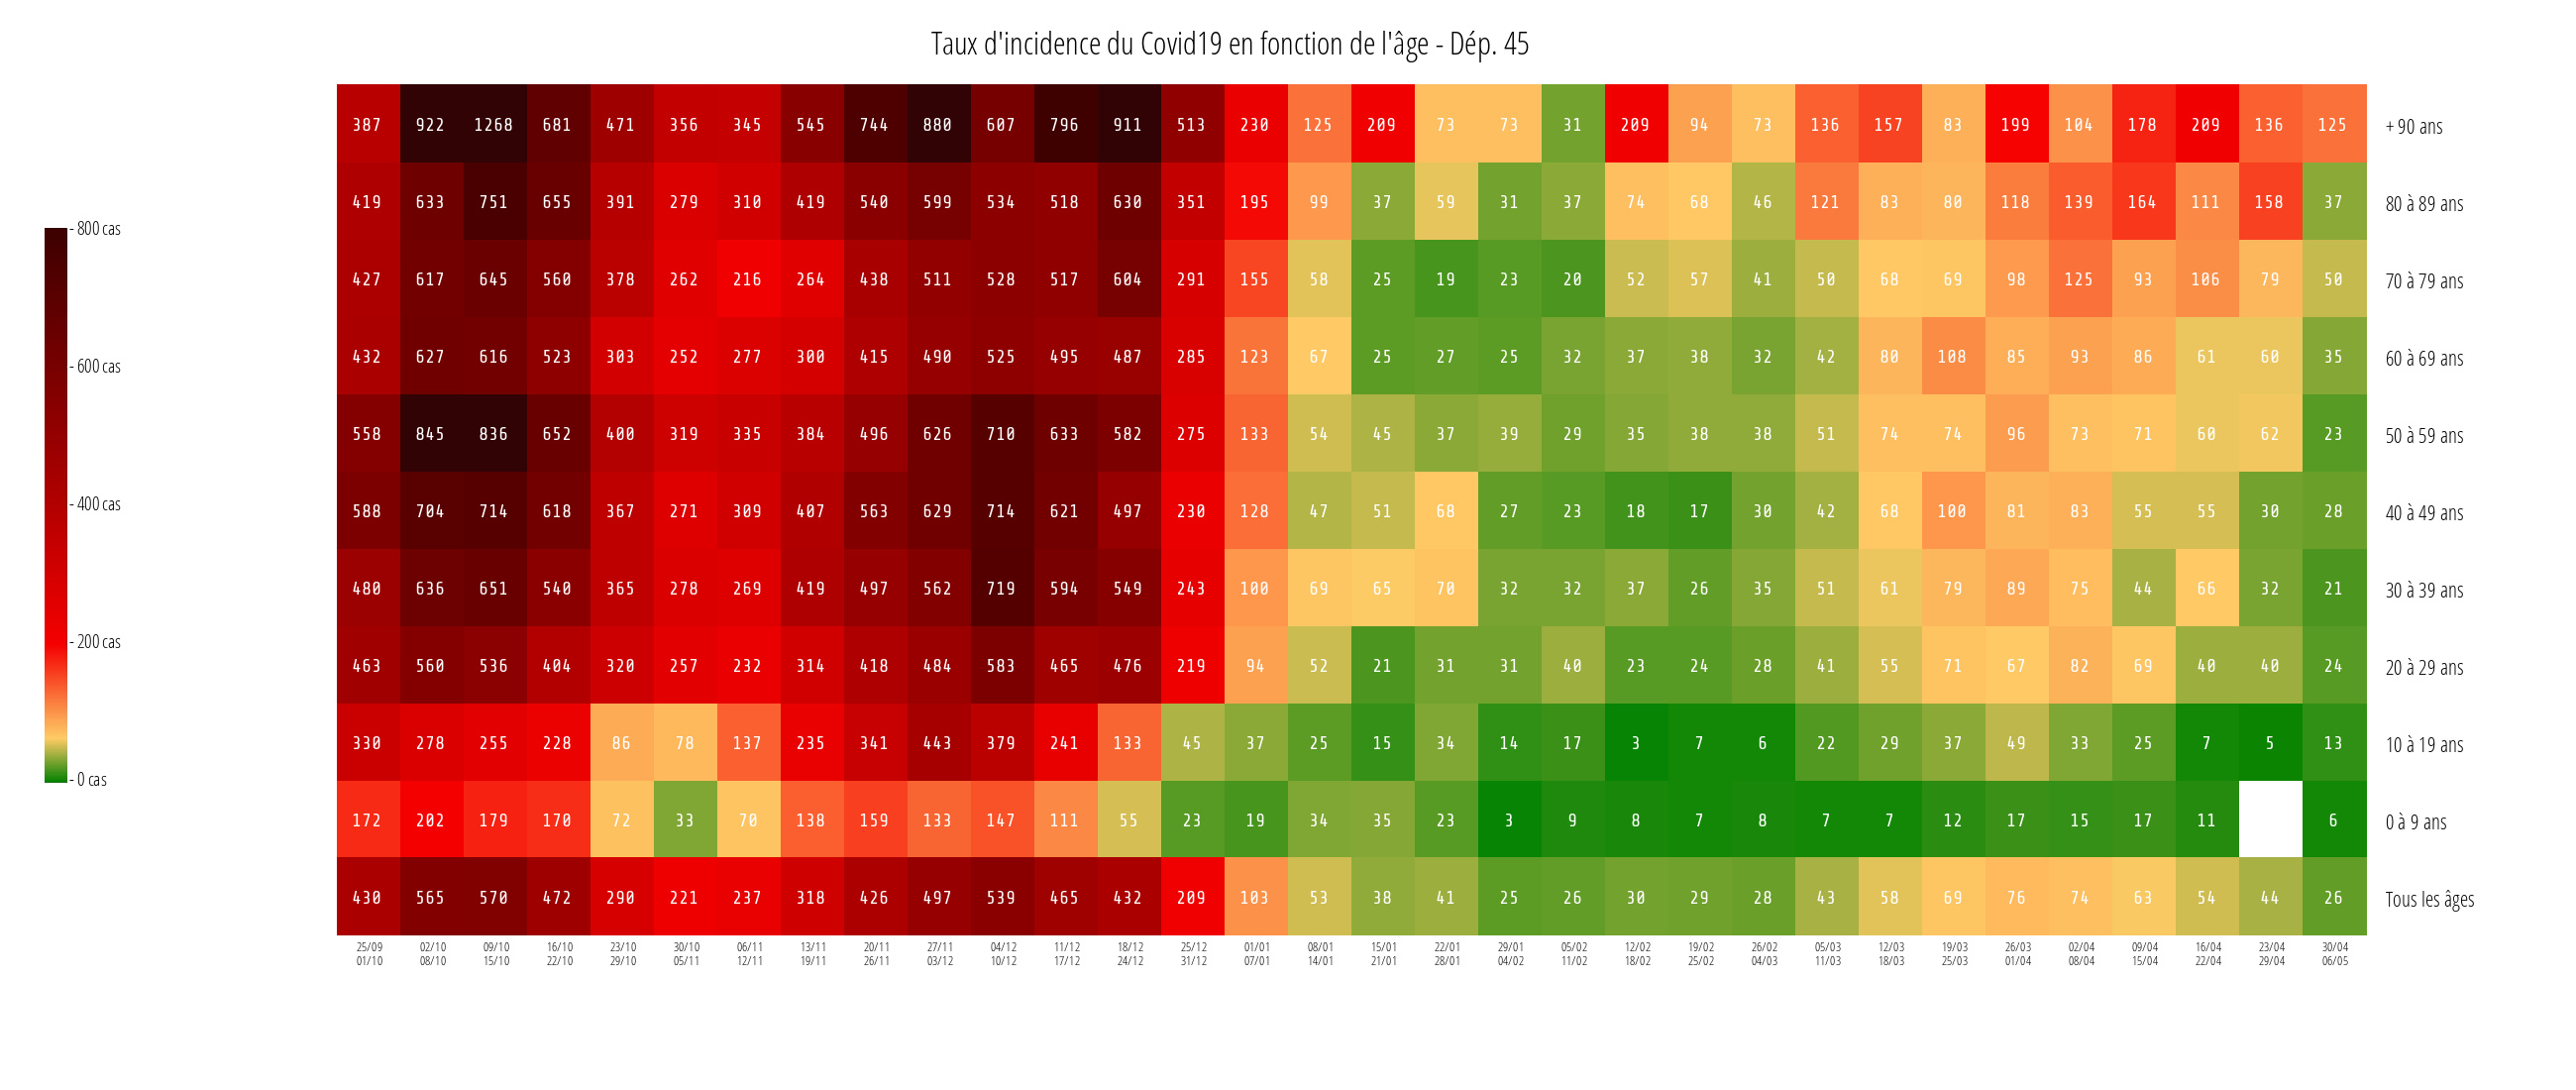 Taux d'incidence du Covid19 en fonction de l'âge - Dép. 45
- 800 cas
- 600 cas
- 400 cas
- 200 cas
- 0 cas
387 922 1268 681 471 356 345 545 744 880 607 796 911 513 230 125 209 73 73 31 209 94 73 136 157 83 199 104 178 209 136 125 + 90 ans
419 633 751 655 391 279 310 419 540 599 534 518 630 351 195 99 37 59 31 37 74 68 46 121 83 80 118 139 164 111 158 37 80 à 89 ans
427 617 645 560 378 262 216 264 438 511 528 517 604 291 155 58 25 19 23 20 52 57 41 50 68 69 98 125 93 106 79 50 70 à 79 ans
432 627 616 523 303 252 277 300 415 490 525 495 487 285 123 67 25 27 25 32 37 38 32 42 80 108 85 93 86 61 60 35 60 à 69 ans
558 845 836 652 400 319 335 384 496 626 710 633 582 275 133 54 45 37 39 29 35 38 38 51 74 74 96 73 71 60 62 23 50 à 59 ans
588 704 714 618 367 271 309 407 563 629 714 621 497 230 128 47 51 68 27 23 18 17 30 42 68 100 81 83 55 55 30 28 40 à 49 ans
480 636 651 540 365 278 269 419 497 562 719 594 549 243 100 69 65 70 32 32 37 26 35 51 61 79 89 75 44 66 32 21 30 à 39 ans
463 560 536 404 320 257 232 314 418 484 583 465 476 219 94 52 21 31 31 40 23 24 28 41 55 71 67 82 69 40 40 24 20 à 29 ans
330 278 255 228 86 78 137 235 341 443 379 241 133 45 37 25 15 34 14 17 3 7 6 22 29 37 49 33 25 7 5 13 10 à 19 ans
172 202 179 170 72 33 70 138 159 133 147 111 55 23 19 34 35 23 3 9 8 7 8 7 7 12 17 15 17 11 6 0 à 9 ans
430 565 570 472 290 221 237 318 426 497 539 465 432 209 103 53 38 41 25 26 30 29 28 43 58 69 76 74 63 54 44 26 Tous les âges
25/09 02/10 09/10 16/10 23/10 30/10 06/11 13/11 20/11 27/11 04/12 11/12 18/12 25/12 01/01 08/01 15/01 22/01 29/01 05/02 12/02 19/02 26/02 05/03 12/03 19/03 26/03 02/04 09/04 16/04 23/04 30/04
01/10 08/10 15/10 22/10 29/10 05/11 12/11 19/11 26/11 03/12 10/12 17/12 24/12 31/12 07/01 14/01 21/01 28/01 04/02 11/02 18/02 25/02 04/03 11/03 18/03 25/03 01/04 08/04 15/04 22/04 29/04 06/05